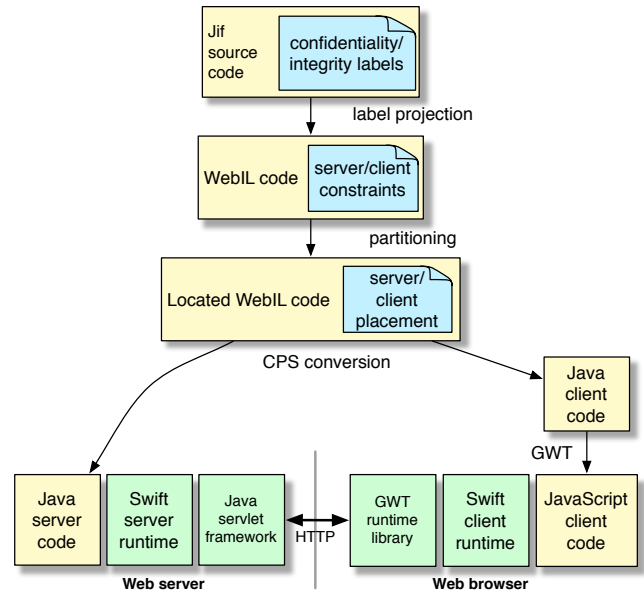 Jif
source
code
confidentiality/
integrity labels
label projection
WebIL code
server/client
constraints
partitioning
Located WebIL code
server/
client
placement
CPS conversion
Java
client
code
GWT
Java
server
code
Swift
server
runtime
Java
servlet
framework
HTTP
GWT
runtime
library
Swift
client
runtime
JavaScript
client
code
Web server
Web browser